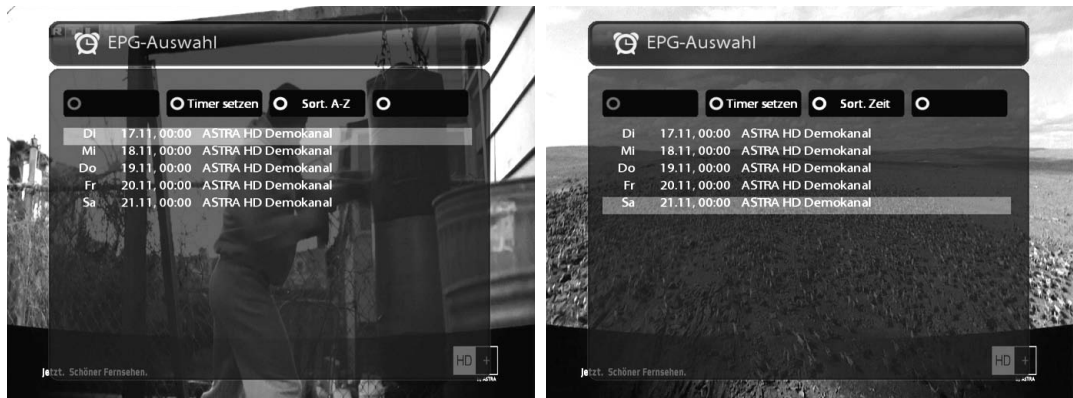 EPG-Auswahl
Timer setzen Sort. A-Z
Di 17.11, 00:00 ASTRA HD Demokanal
Mi 18.11, 00:00 ASTRA HD Demokanal
Do 19.11, 00:00 ASTRA HD Demokanal
Fr 20.11, 00:00 ASTRA HD Demokanal
Sa 21.11, 00:00 ASTRA HD Demokanal
HD +
Jetzt. Schöner Fernsehen.
ASTRA
EPG-Auswahl
Timer setzen Sort. Zeit
Di 17.11, 00:00 ASTRA HD Demokanal
Mi 18.11, 00:00 ASTRA HD Demokanal
Do 19.11, 00:00 ASTRA HD Demokanal
Fr 20.11, 00:00 ASTRA HD Demokanal
Sa 21.11, 00:00 ASTRA HD Demokanal
HD +
Jetzt. Schöner Fernsehen.
ASTRA